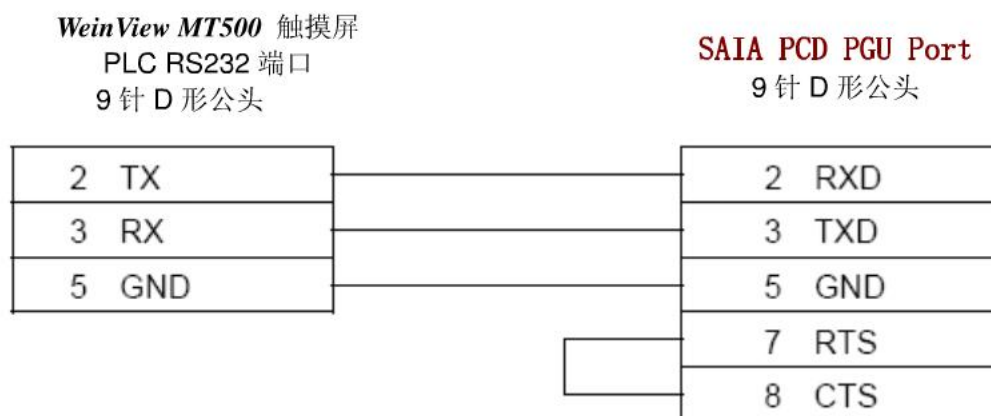 WeinView MT500 触摸屏
PLC RS232 端口
9 针 D 形公头
SAIA PCD PGU Port
9 针 D 形公头
2 TX
3 RX
5 GND
2 RXD
3 TXD
5 GND
7 RTS
8 CTS